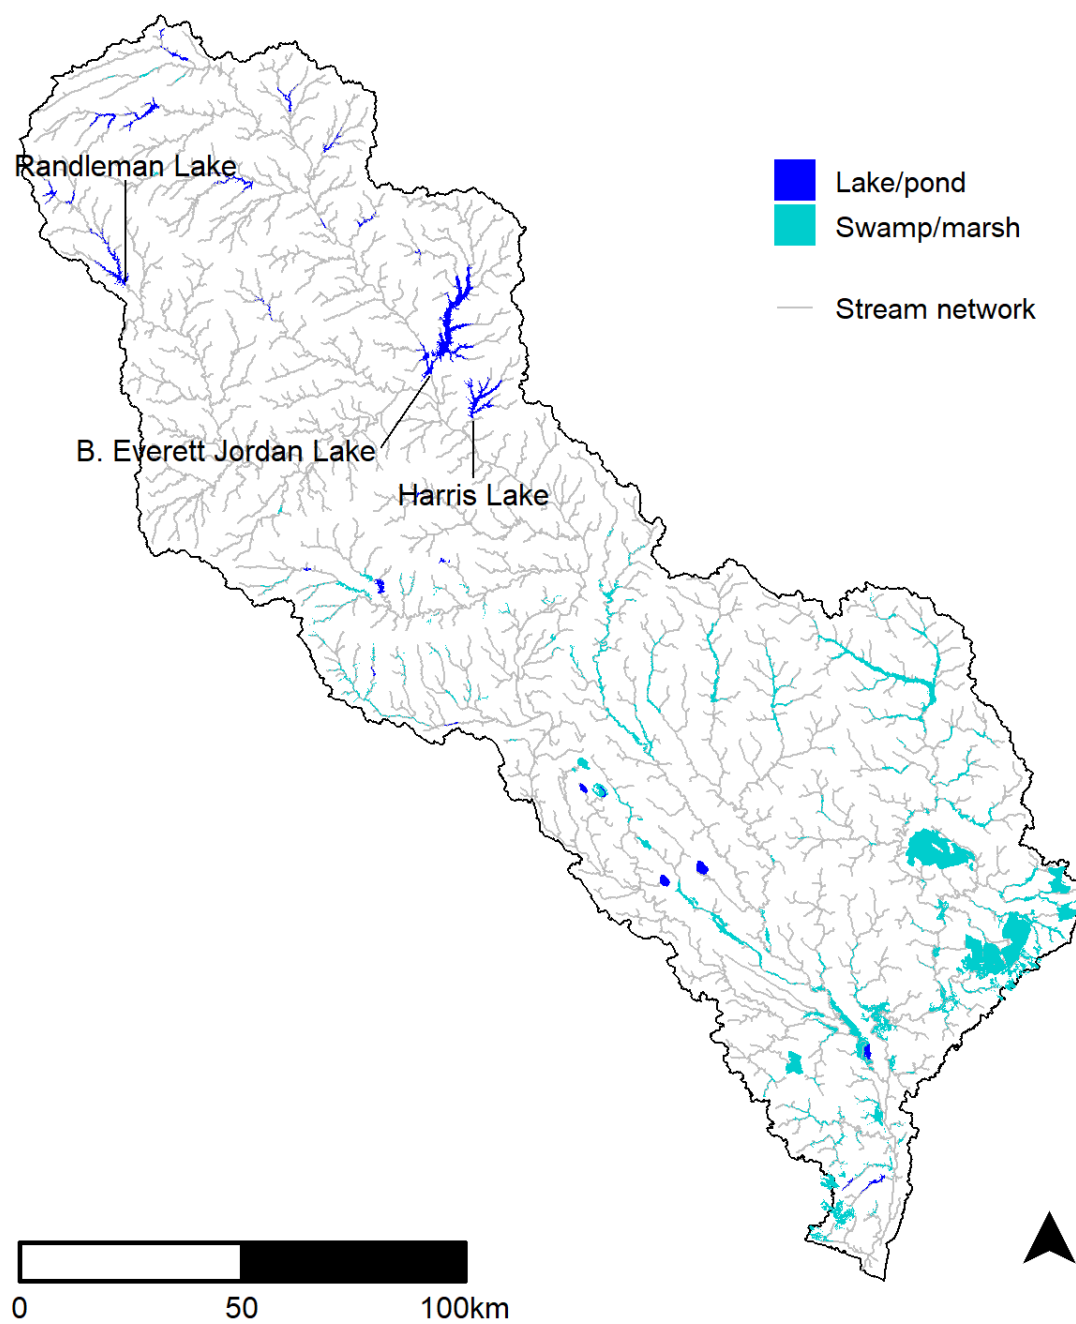 Randleman Lake
Lake/pond
Swamp/marsh
Stream network
B. Everett Jordan Lake
Harris Lake
0 50 100km